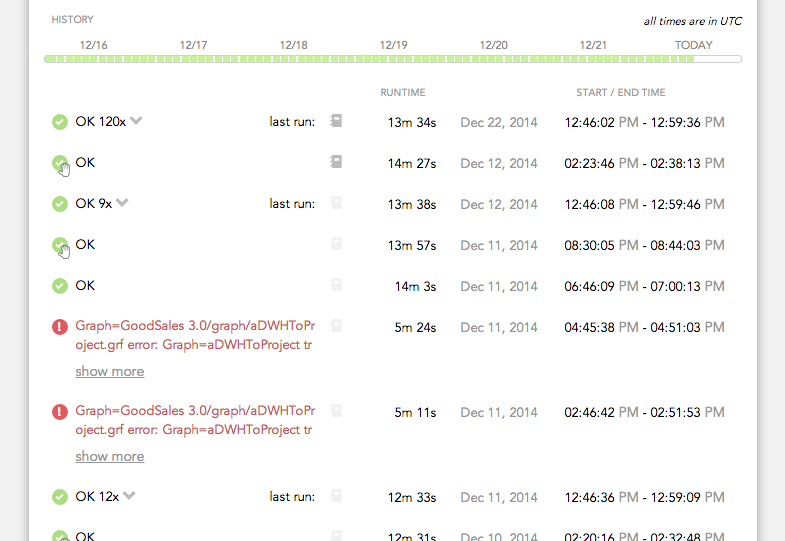 HISTORY
all times are in UTC
12/16 12/17 12/18 12/19 12/20 12/21 TODAY
RUNTIME START / END TIME
OK 120x last run: 13m 34s Dec 22, 2014 12:46:02 PM - 12:59:36 PM
OK 14m 27s Dec 12, 2014 02:23:46 PM - 02:38:13 PM
OK 9x last run: 13m 38s Dec 12, 2014 12:46:08 PM - 12:59:46 PM
OK 13m 57s Dec 11, 2014 08:30:05 PM - 08:44:03 PM
OK 14m 3s Dec 11, 2014 06:46:09 PM - 07:00:13 PM
Graph=GoodSales 3.0/graph/aDWHToPr 5m 24s Dec 11, 2014 04:45:38 PM - 04:51:03 PM
oject.grf error: Graph=aDWHToProject tr
show more
Graph=GoodSales 3.0/graph/aDWHToPr 5m 11s Dec 11, 2014 02:46:42 PM - 02:51:53 PM
oject.grf error: Graph=aDWHToProject tr
show more
OK 12x last run: 12m 33s Dec 11, 2014 12:46:36 PM - 12:59:09 PM
OK 12m 31s Dec 10, 2014 02:20:16 PM - 02:32:48 PM